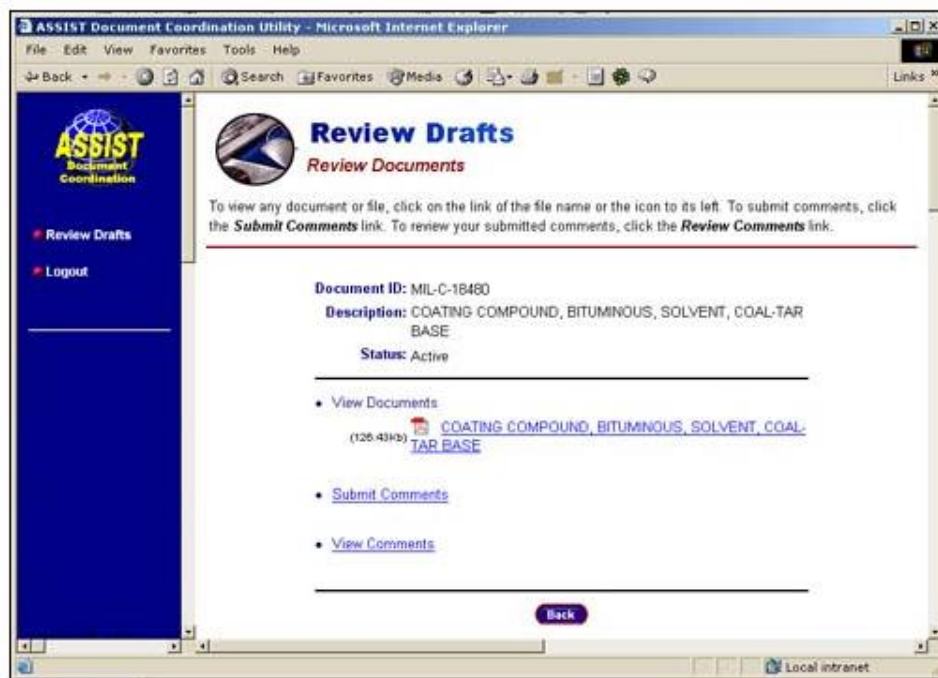 ASSIST Document Coordination Utility - Microsoft Internet Explorer
File Edit View Favorites Tools Help
Back Search Favorites Media Links
ASSIST
Document
Coordination
Review Drafts
Logout
Review Drafts
Review Documents
To view any document or file, click on the link of the file name or the icon to its left. To submit comments, click
the Submit Comments link. To review your submitted comments, click the Review Comments link.
Document ID: MIL-C-18480
Description: COATING COMPOUND, BITUMINOUS, SOLVENT, COAL-TAR
BASE
Status: Active
View Documents
(126.43kb) COATING COMPOUND, BITUMINOUS, SOLVENT, COAL-
TAR BASE
Submit Comments
View Comments
Back
Local intranet